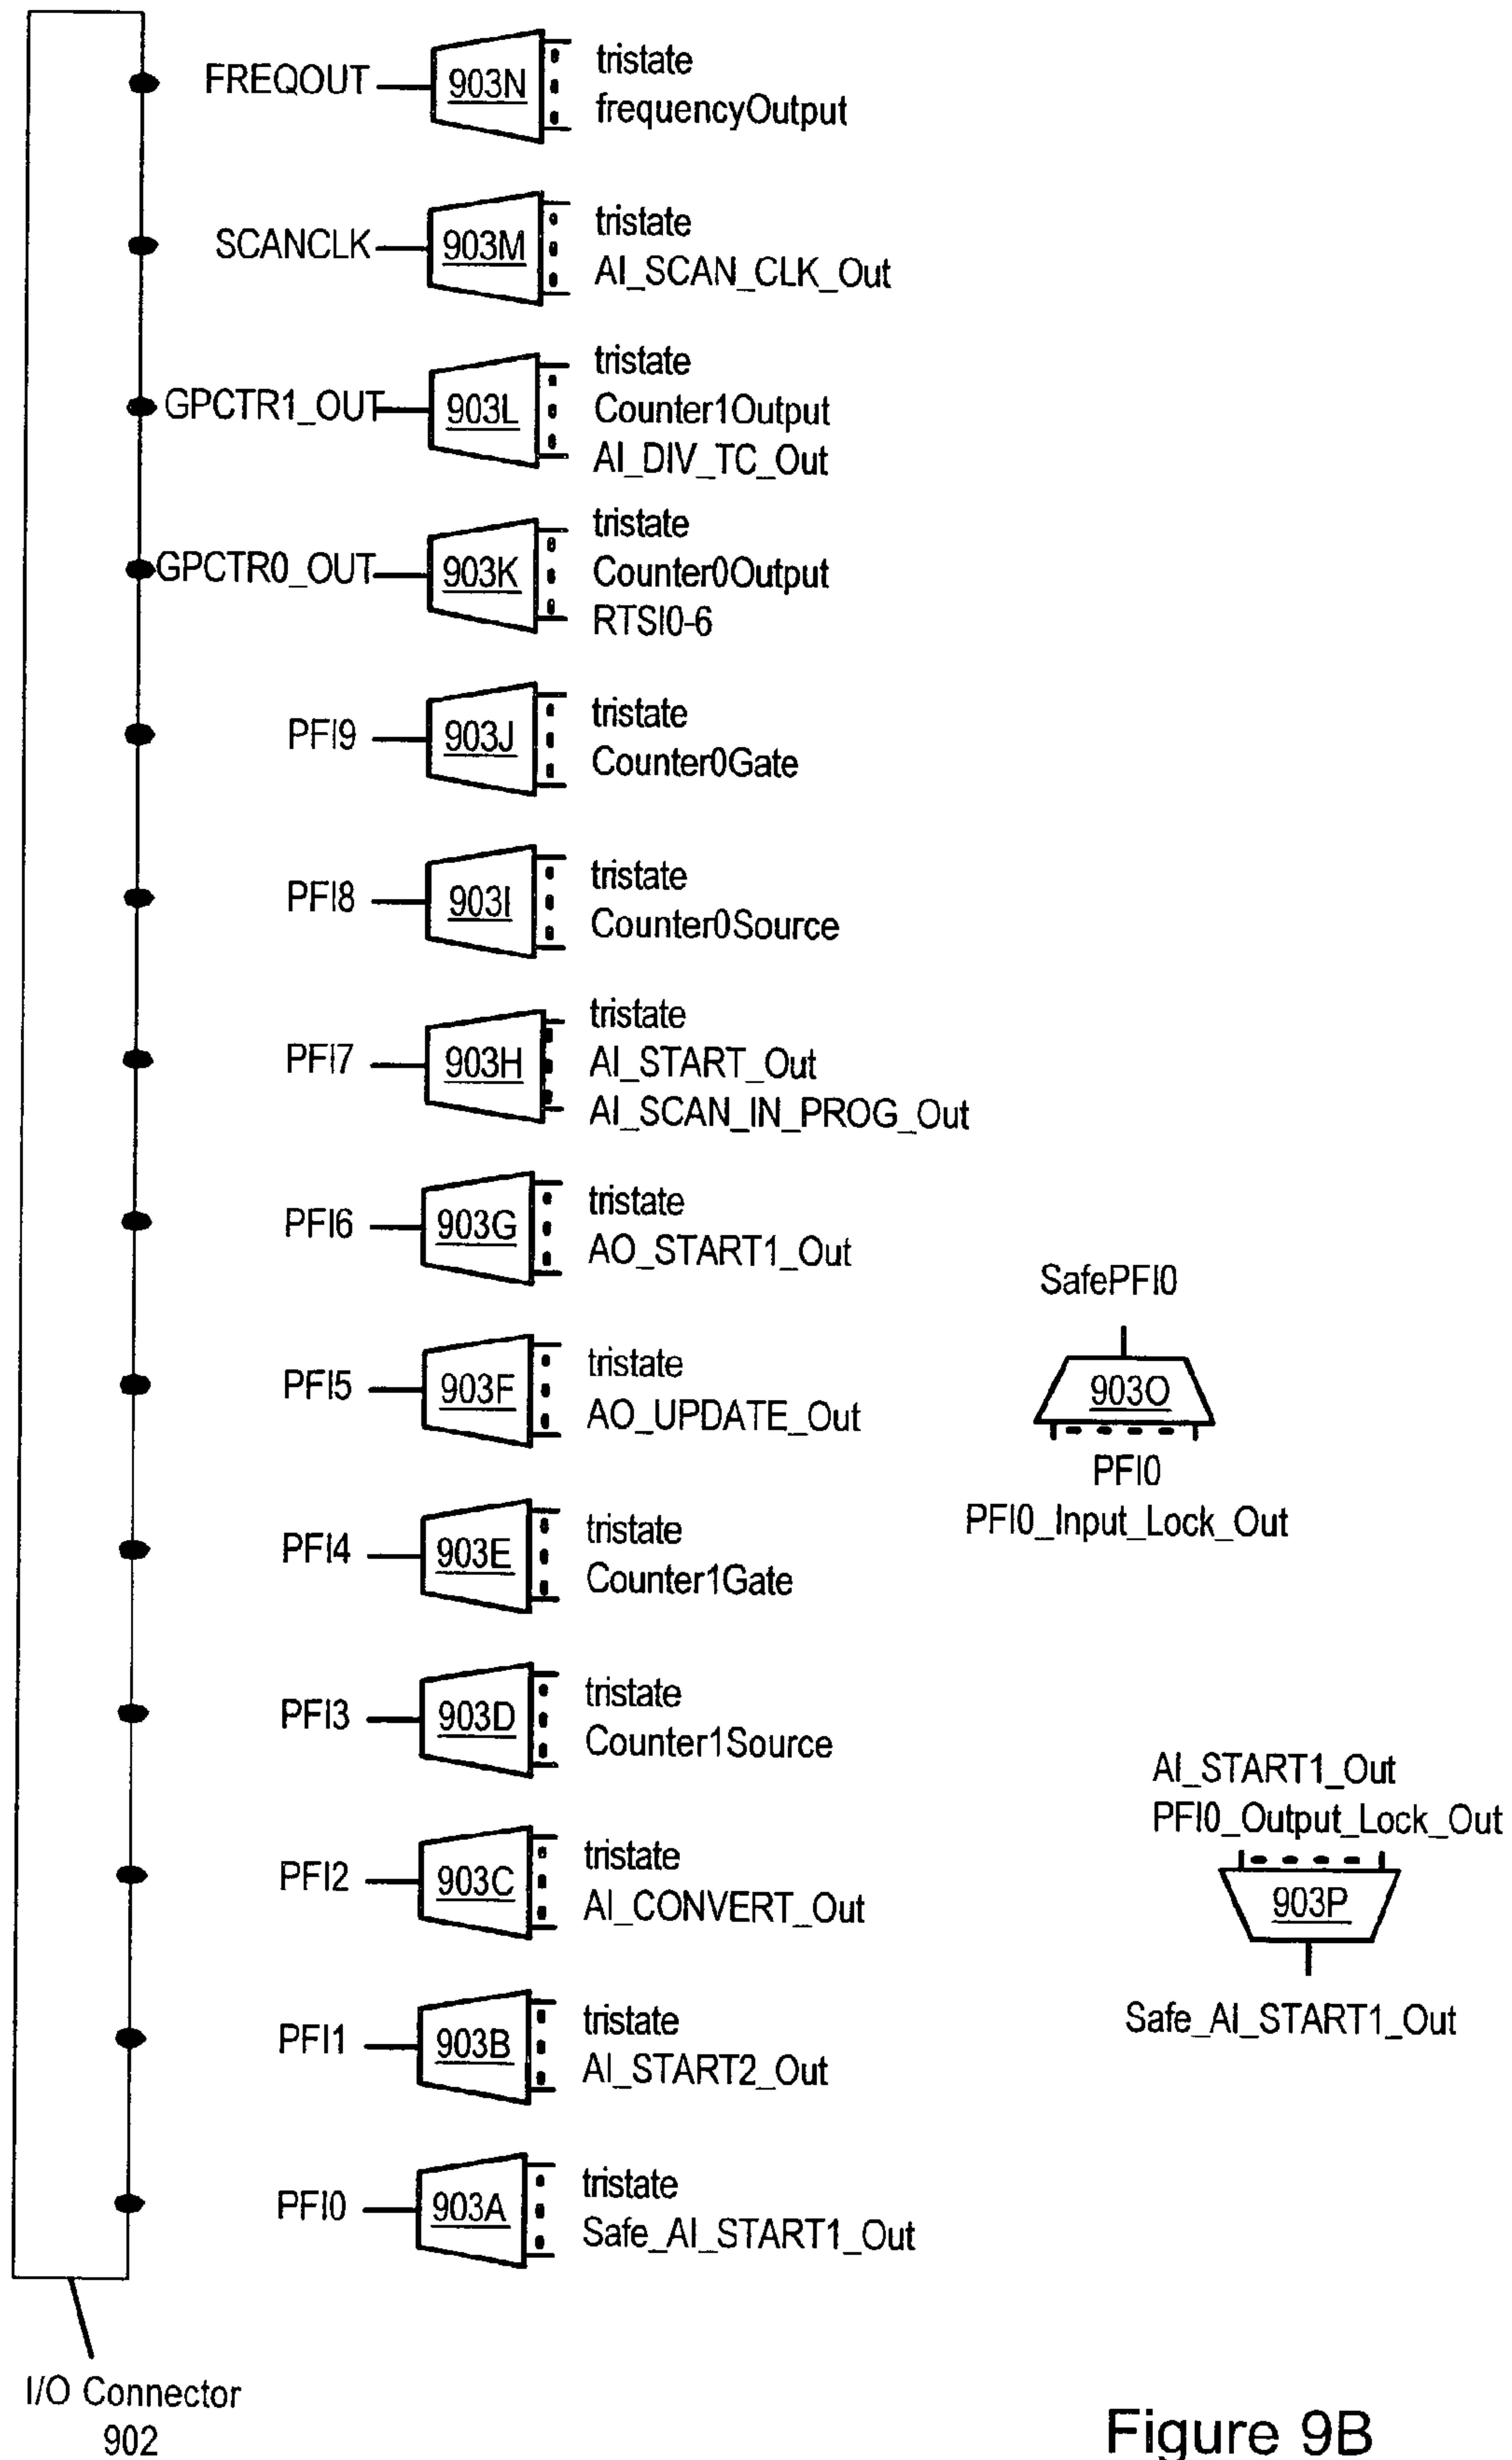 FREQOUT
903N
tristate
frequencyOutput
SCANCLK
903M
tristate
AI_SCAN_CLK_Out
GPCTR1_OUT
903L
tristate
Counter1Output
AI_DIV_TC_Out
GPCTR0_OUT
903K
tristate
Counter0Output
RTSI0-6
PFI9
903J
tristate
Counter0Gate
PFI8
903I
tristate
Counter0Source
PFI7
903H
tristate
AI_START_Out
AI_SCAN_IN_PROG_Out
PFI6
903G
tristate
AO_START1_Out
PFI5
903F
tristate
AO_UPDATE_Out
SafePFI0
903O
PFI0
PFI0_Input_Lock_Out
PFI4
903E
tristate
Counter1Gate
PFI3
903D
tristate
Counter1Source
PFI2
903C
tristate
AI_CONVERT_Out
AI_START1_Out
PFI0_Output_Lock_Out
903P
Safe_AI_START1_Out
PFI1
903B
tristate
AI_START2_Out
PFI0
903A
tristate
Safe_AI_START1_Out
I/O Connector
902
Figure 9B